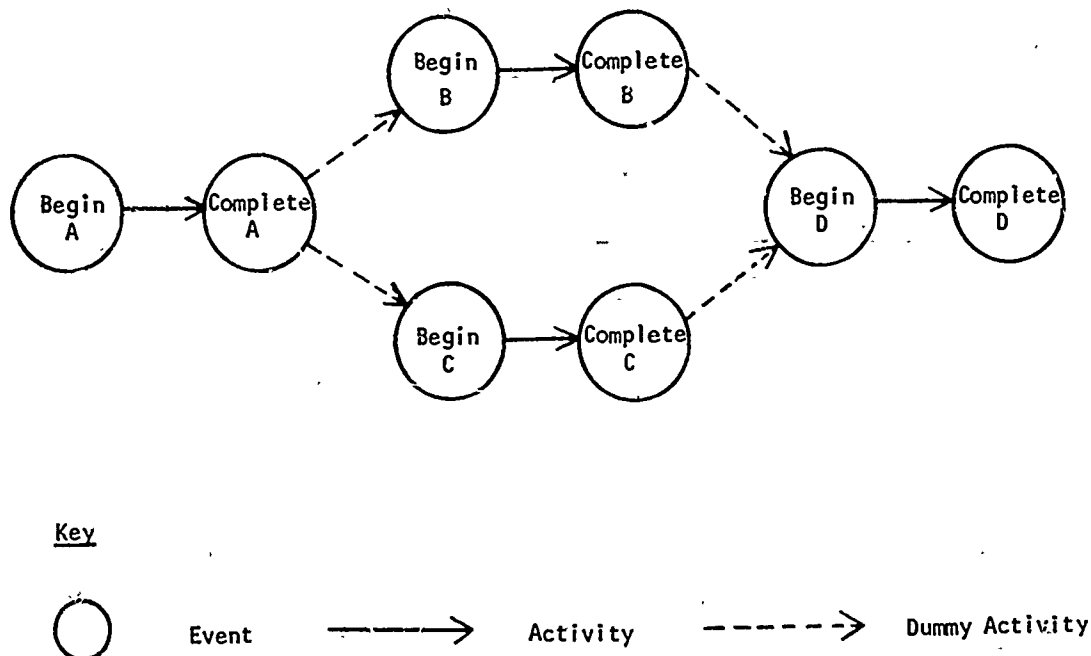 Begin
A
Complete
A
Begin
B
Complete
B
Begin
C
Complete
C
Begin
D
Complete
D
Key
Event
Activity
Dummy Activity